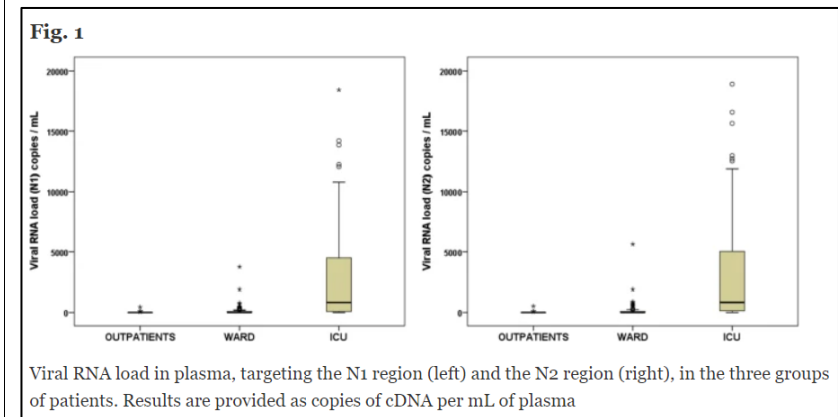 Fig. 1
Viral RNA load (N1) copies / mL
20000
15000
10000
5000
0
OUTPATIENTS WARD ICU
Viral RNA load (N2) copies / mL
20000
15000
10000
5000
0
OUTPATIENTS WARD ICU
Viral RNA load in plasma, targeting the N1 region (left) and the N2 region (right), in the three groups
of patients. Results are provided as copies of cDNA per mL of plasma